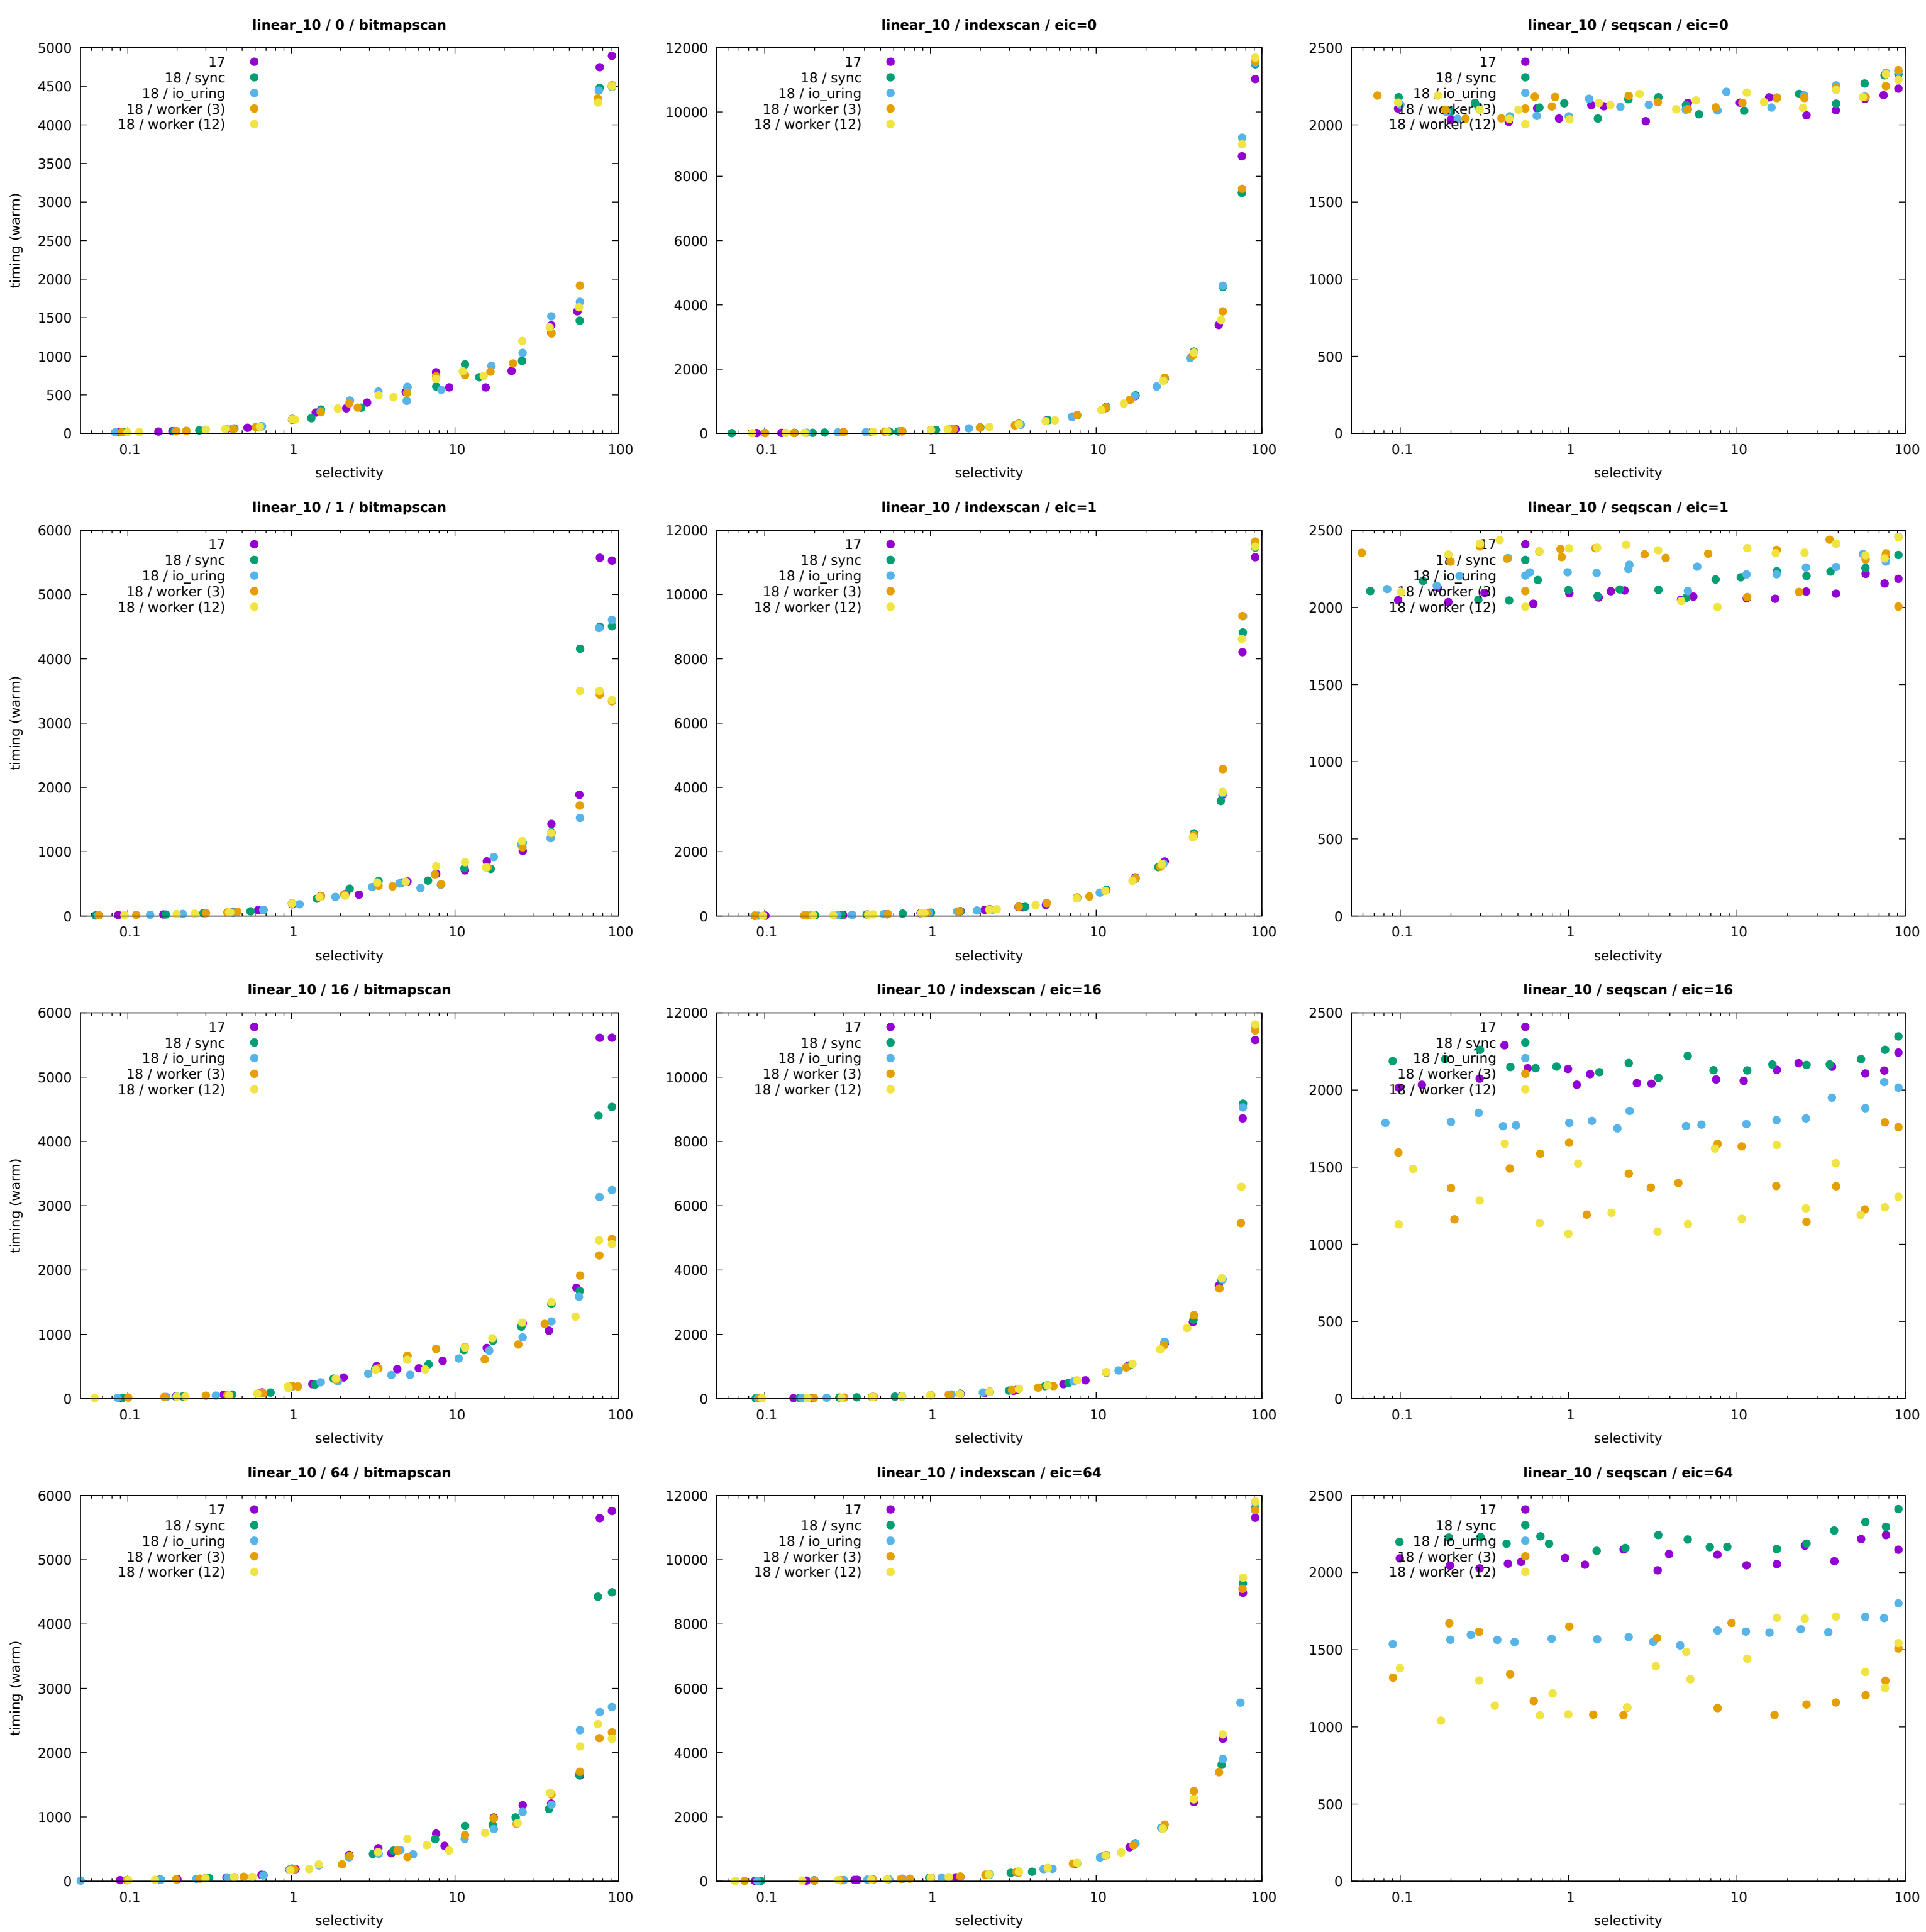 linear_10 / 0 / bitmapscan
5000
4500
4000
3500
3000
2500
2000
1500
1000
500
0
timing (warm)
17
18 / sync
18 / io_uring
18 / worker (3)
18 / worker (12)
0.1 1 10 100
selectivity
linear_10 / indexscan / eic=0
12000
10000
8000
6000
4000
2000
0
17
18 / sync
18 / io_uring
18 / worker (3)
18 / worker (12)
0.1 1 10 100
selectivity
linear_10 / seqscan / eic=0
2500
2000
1500
1000
500
0
17
18 / sync
18 / io_uring
18 / worker (3)
18 / worker (12)
0.1 1 10 100
selectivity
linear_10 / 1 / bitmapscan
6000
5000
4000
3000
2000
1000
0
timing (warm)
17
18 / sync
18 / io_uring
18 / worker (3)
18 / worker (12)
0.1 1 10 100
selectivity
linear_10 / indexscan / eic=1
12000
10000
8000
6000
4000
2000
0
17
18 / sync
18 / io_uring
18 / worker (3)
18 / worker (12)
0.1 1 10 100
selectivity
linear_10 / seqscan / eic=1
2500
2000
1500
1000
500
0
17
18 / sync
18 / io_uring
18 / worker (3)
18 / worker (12)
0.1 1 10 100
selectivity
linear_10 / 16 / bitmapscan
6000
5000
4000
3000
2000
1000
0
timing (warm)
17
18 / sync
18 / io_uring
18 / worker (3)
18 / worker (12)
0.1 1 10 100
selectivity
linear_10 / indexscan / eic=16
12000
10000
8000
6000
4000
2000
0
17
18 / sync
18 / io_uring
18 / worker (3)
18 / worker (12)
0.1 1 10 100
selectivity
linear_10 / seqscan / eic=16
2500
2000
1500
1000
500
0
17
18 / sync
18 / io_uring
18 / worker (3)
18 / worker (12)
0.1 1 10 100
selectivity
linear_10 / 64 / bitmapscan
6000
5000
4000
3000
2000
1000
0
timing (warm)
17
18 / sync
18 / io_uring
18 / worker (3)
18 / worker (12)
0.1 1 10 100
selectivity
linear_10 / indexscan / eic=64
12000
10000
8000
6000
4000
2000
0
17
18 / sync
18 / io_uring
18 / worker (3)
18 / worker (12)
0.1 1 10 100
selectivity
linear_10 / seqscan / eic=64
2500
2000
1500
1000
500
0
17
18 / sync
18 / io_uring
18 / worker (3)
18 / worker (12)
0.1 1 10 100
selectivity